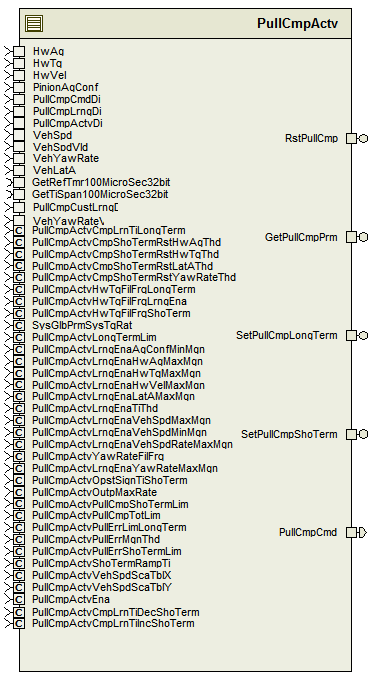 PullCmpActv
HwAg
HwTq
HwVel
PinionAgConf
PullCmpCmdDi
PullCmpLrngDi
PullCmpActvDi
VehSpd
VehSpdVld
VehYawRate
VehLatA
GetRefTmr100MicroSec32bit
GetTiSpan100MicroSec32bit
PullCmpCustLrngD
VehYawRateV
C PullCmpActvCmpLrnTiLongTerm
C PullCmpActvCmpShoTermRstHwAgThd
C PullCmpActvCmpShoTermRstHwTqThd
C PullCmpActvCmpShoTermRstLatAThd
C PullCmpActvCmpShoTermRstYawRateThd
C PullCmpActvHwTqFilFrqLongTerm
C PullCmpActvHwTqFilFrqLrngEna
C PullCmpActvHwTqFilFrqShoTerm
C SysGlbPrmSysTqRat
C PullCmpActvLongTermLim
C PullCmpActvLrngEnaAgConfMinMgn
C PullCmpActvLrngEnaHwAgMaxMgn
C PullCmpActvLrngEnaHwTqMaxMgn
C PullCmpActvLrngEnaHwVelMaxMgn
C PullCmpActvLrngEnaLatAMaxMgn
C PullCmpActvLrngEnaTiThd
C PullCmpActvLrngEnaVehSpdMaxMgn
C PullCmpActvLrngEnaVehSpdMinMgn
C PullCmpActvLrngEnaVehSpdRateMaxMgn
C PullCmpActvYawRateFilFrq
C PullCmpActvLrngEnaYawRateMaxMgn
C PullCmpActvOpstSignTiShoTerm
C PullCmpActvOutpMaxRate
C PullCmpActvPullCmpShoTermLim
C PullCmpActvPullCmpTotLim
C PullCmpActvPullErrLimLongTerm
C PullCmpActvPullErrMgnThd
C PullCmpActvPullErrShoTermLim
C PullCmpActvShoTermRampTi
C PullCmpActvVehSpdScaTblX
C PullCmpActvVehSpdScaTblY
C PullCmpActvEna
C PullCmpActvCmpLrnTiDecShoTerm
C PullCmpActvCmpLrnTiIncShoTerm
RstPullCmp
GetPullCmpPrm
SetPullCmpLongTerm
SetPullCmpShoTerm
PullCmpCmd